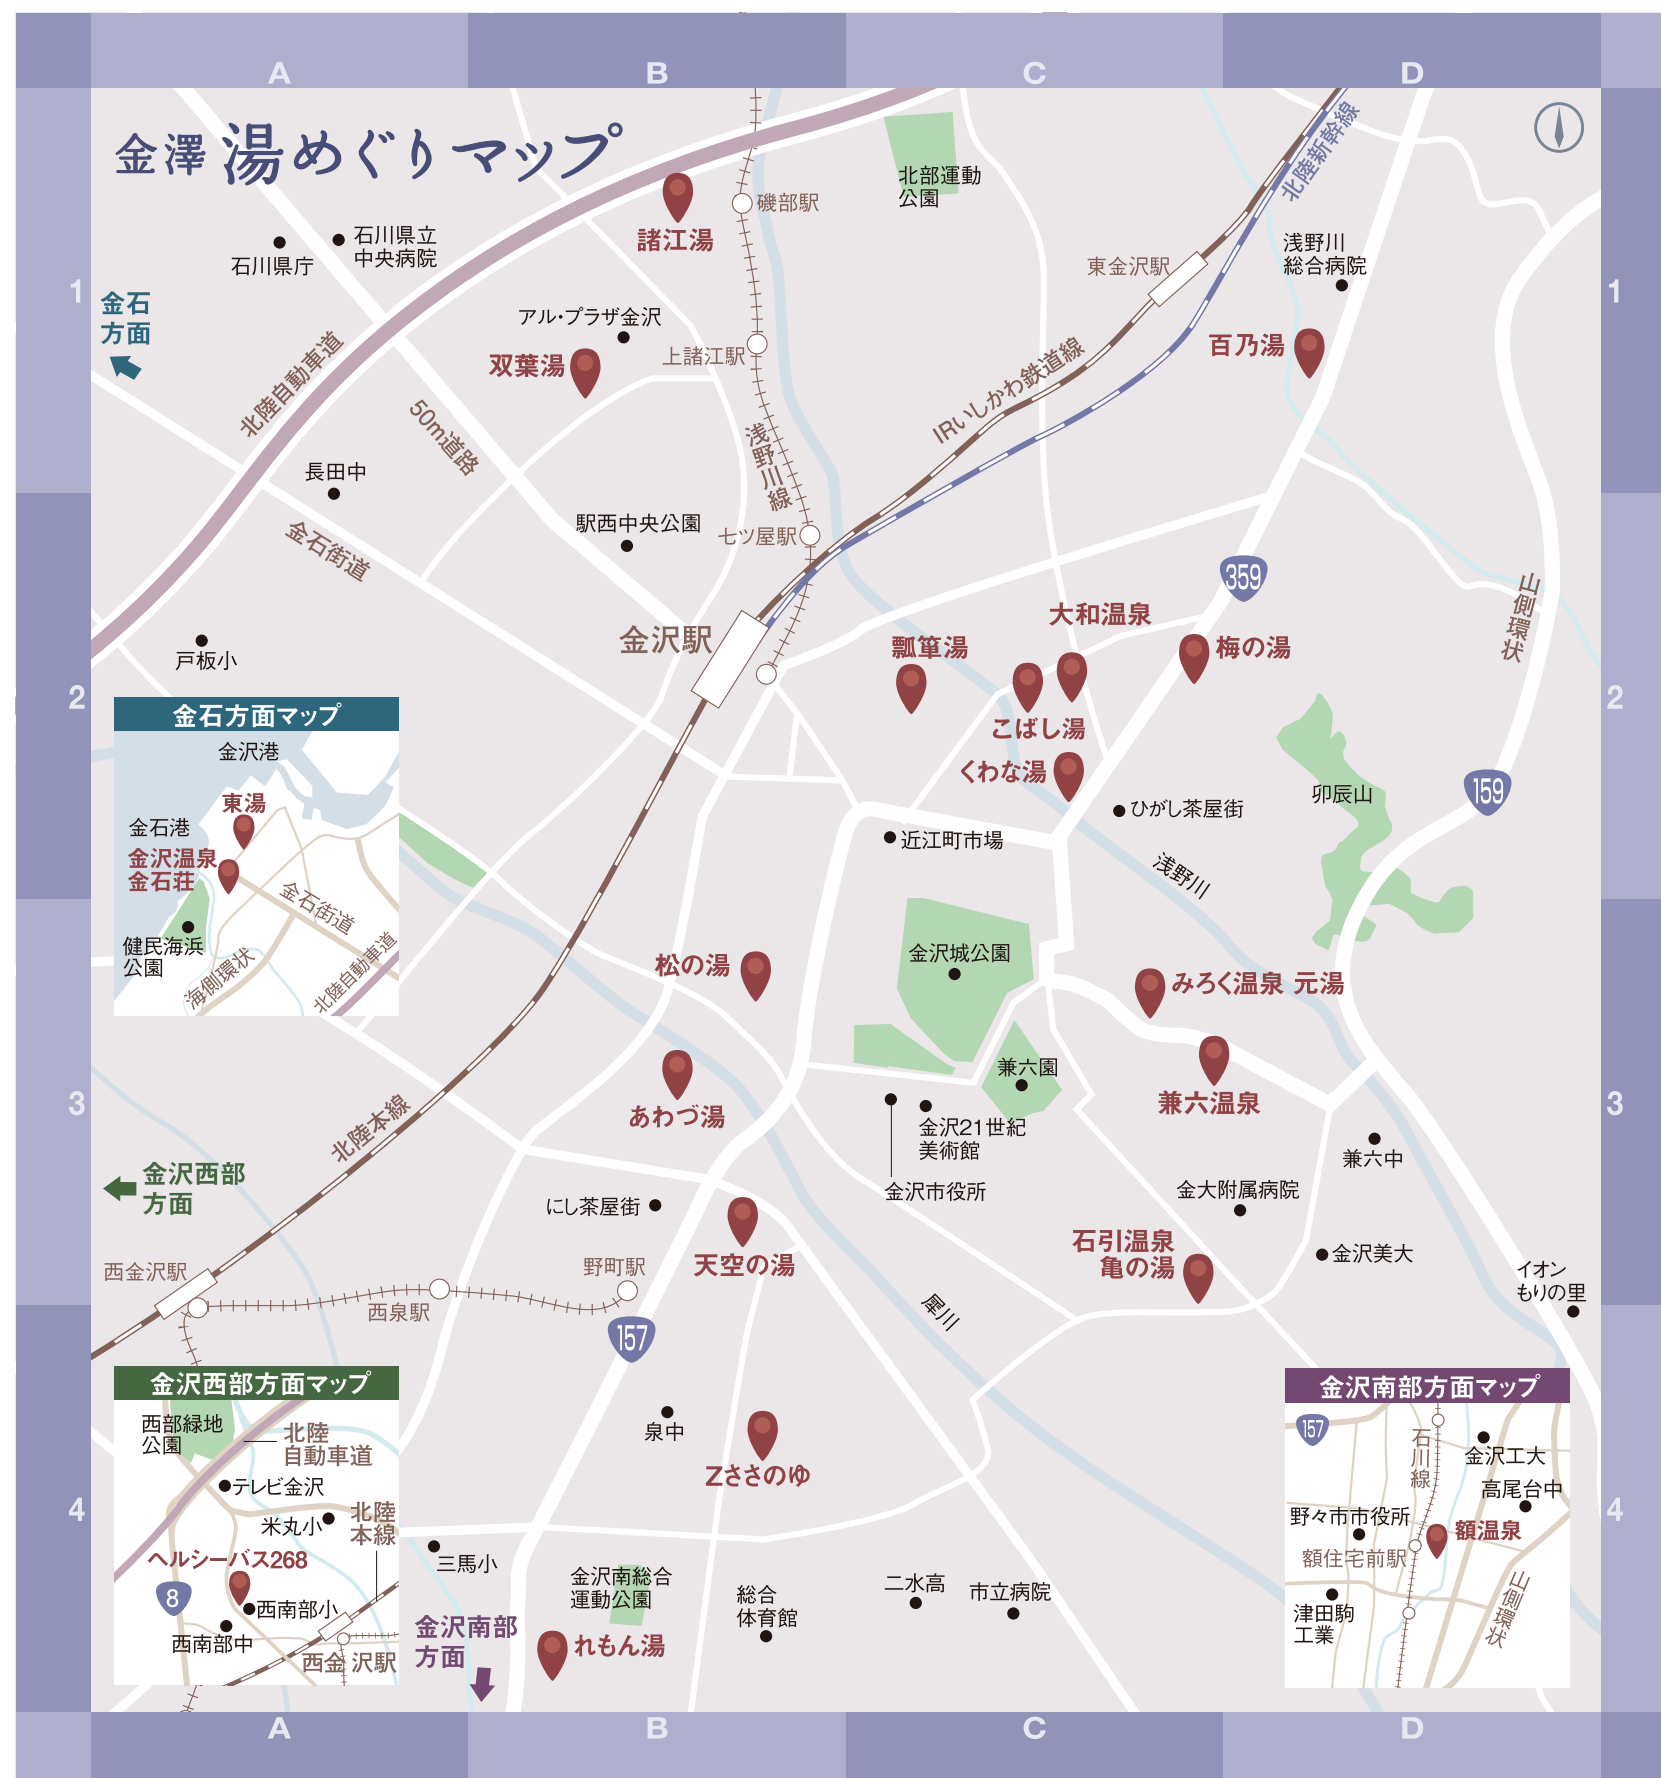 A
B
C
D
金澤 湯めぐりマップ
北陸新幹線
北部運動
公園
磯部駅
諸江湯
石川県庁
石川県立
中央病院
浅野川
総合病院
東金沢駅
1
1
金石
方面
アル・プラザ金沢
上諸江駅
双葉湯
百乃湯
北陸自動車道
50m道路
IRいしかわ鉄道線
浅野川線
長田中
金石街道
駅西中央公園
七ツ屋駅
359
山側環状
大和温泉
金沢駅
瓢箪湯
梅の湯
戸板小
2
2
こばし湯
くわな湯
159
卯辰山
ひがし茶屋街
近江町市場
浅野川
金石方面マップ
金沢港
東湯
金石港
金沢温泉
金石荘
金石街道
健民海浜
公園
海側環状
北陸自動車道
松の湯
金沢城公園
みろく温泉 元湯
兼六園
兼六温泉
あわづ湯
3
3
北陸本線
金沢21世紀
美術館
金沢市役所
兼六中
金沢西部
方面
にし茶屋街
金大附属病院
石引温泉
亀の湯
金沢美大
天空の湯
野町駅
西金沢駅
西泉駅
イオン
もりの里
犀川
157
泉中
Zささのゆ
4
4
三馬小
金沢南総合
運動公園
総合
体育館
二水高
市立病院
金沢南部
方面
れもん湯
金沢西部方面マップ
西部緑地
公園
北陸
自動車道
テレビ金沢
米丸小
北陸
本線
ヘルシーバス268
8
西南部小
西南部中
西金沢駅
金沢南部方面マップ
157
石川線
金沢工大
高尾台中
野々市市役所
額温泉
額住宅前駅
津田駒
工業
山側環状
A
B
C
D